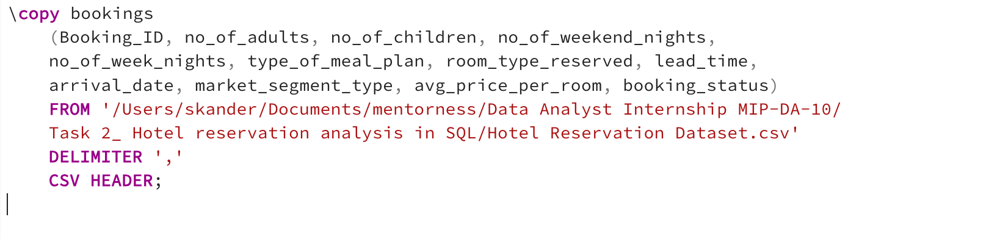 \copy bookings
(Booking_ID, no_of_adults, no_of_children, no_of_weekend_nights,
no_of_week_nights, type_of_meal_plan, room_type_reserved, lead_time,
arrival_date, market_segment_type, avg_price_per_room, booking_status)
FROM '/Users/skander/Documents/mentorness/Data Analyst Internship MIP-DA-10/
Task 2_ Hotel reservation analysis in SQL/Hotel Reservation Dataset.csv'
DELIMITER ','
CSV HEADER;